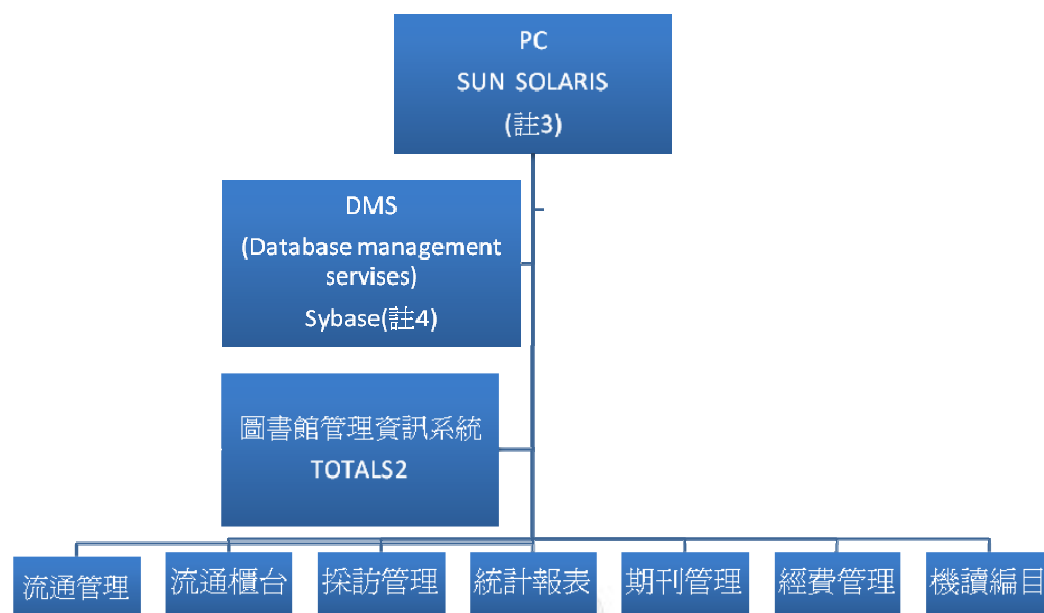 PC
SUN SOLARIS
(註3)
DMS
(Database management
servises)
Sybase(註4)
圖書館管理資訊系統
TOTALS2
流通管理
流通櫃台
採訪管理
統計報表
期刊管理
經費管理
機讀編目